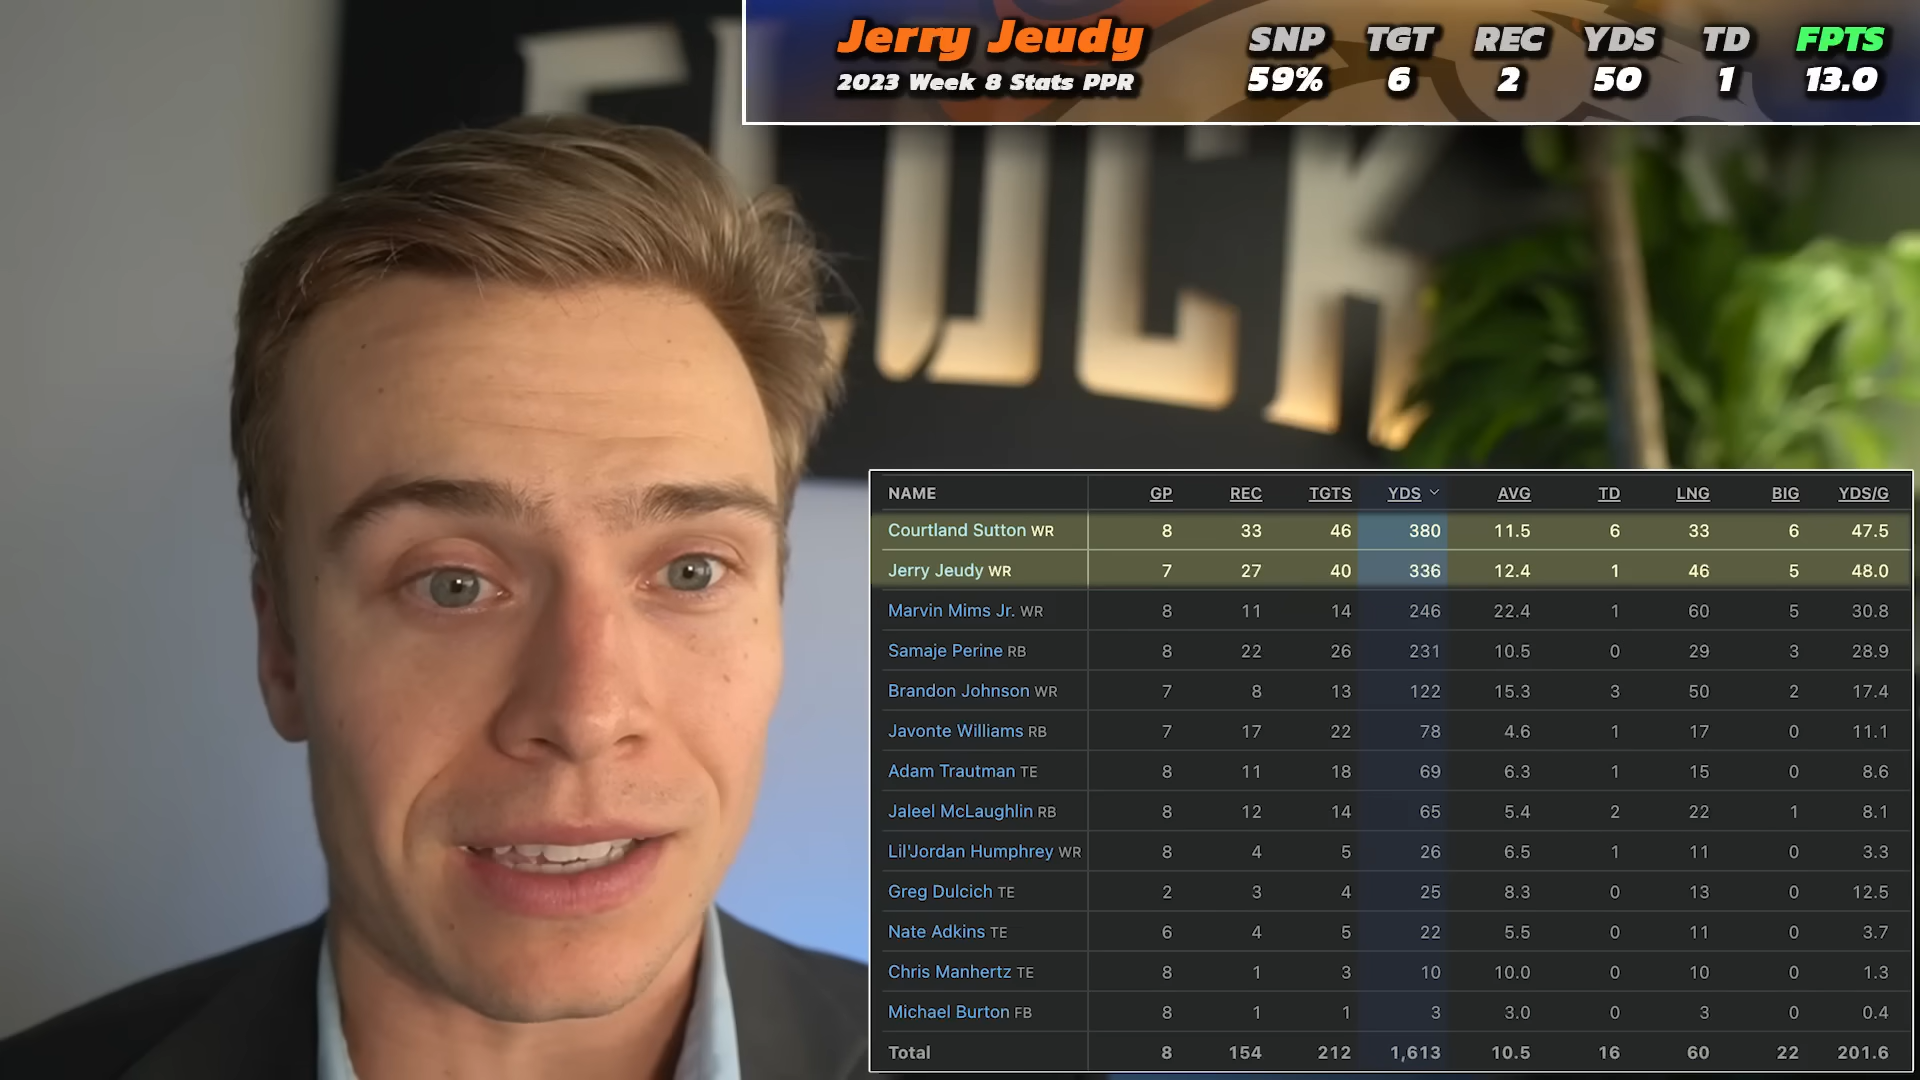 Jerry Jeudy SNP TGT REC YDS TD FPTS
2023 Week 8 Stats PPR 59% 6 2 50 1 13.0
NAME GP REC TGTS YDS AVG TD LNG BIG YDS/G
Courtland Sutton WR 8 33 46 380 11.5 6 33 6 47.5
Jerry Jeudy WR 7 27 40 336 12.4 1 46 5 48.0
Marvin Mims Jr. WR 8 11 14 246 22.4 1 60 5 30.8
Samaje Perine RB 8 22 26 231 10.5 0 29 3 28.9
Brandon Johnson WR 7 8 13 122 15.3 3 50 2 17.4
Javonte Williams RB 7 17 22 78 4.6 1 17 0 11.1
Adam Trautman TE 8 11 18 69 6.3 1 15 0 8.6
Jaleel McLaughlin RB 8 12 14 65 5.4 2 22 1 8.1
Lil'Jordan Humphrey WR 8 4 5 26 6.5 1 11 0 3.3
Greg Dulcich TE 2 3 4 25 8.3 0 13 0 12.5
Nate Adkins TE 6 4 5 22 5.5 0 11 0 3.7
Chris Manhertz TE 8 1 3 10 10.0 0 10 0 1.3
Michael Burton FB 8 1 1 3 3.0 0 3 0 0.4
Total 8 154 212 1,613 10.5 16 60 22 201.6